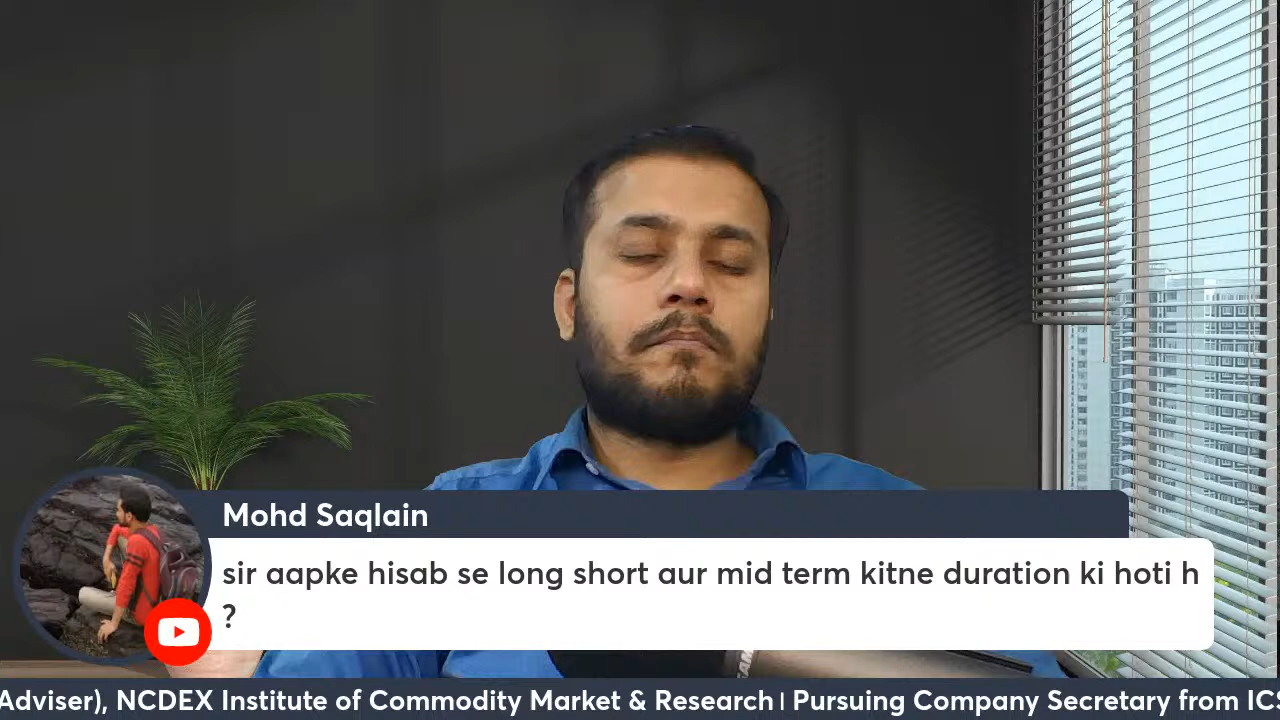 Mohd Saqlain
sir aapke hisab se long short aur mid term kitne duration ki hoti h
?
Adviser), NCDEX Institute of Commodity Market & Research | Pursuing Company Secretary from ICS